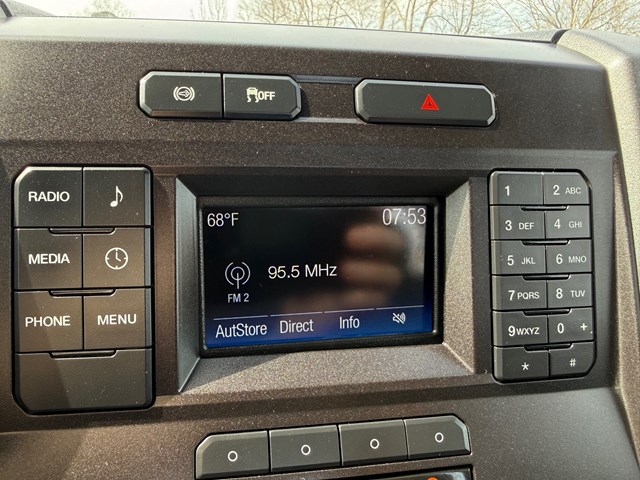 OFF
RADIO
MEDIA
PHONE MENU
68°F 07:53
95.5 MHz
FM 2
AutStore Direct Info
1 2 ABC
3 DEF 4 GHI
5 JKL 6 MNO
7 PQRS 8 TUV
9 WXYZ 0 +
* #